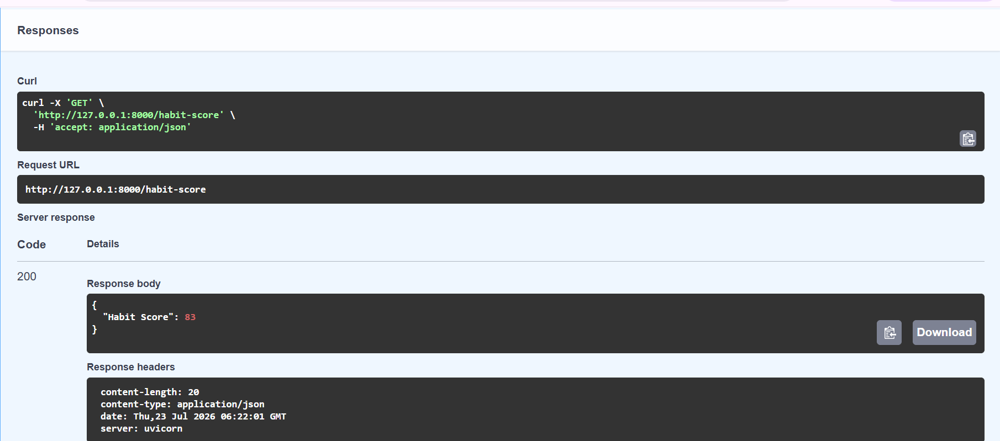 Responses
Curl
curl -X 'GET' \
  'http://127.0.0.1:8000/habit-score' \
  -H 'accept: application/json'
Request URL
http://127.0.0.1:8000/habit-score
Server response
Code Details
200
Response body
{
  "Habit Score": 83
}
Download
Response headers
content-length: 20
content-type: application/json
date: Thu,23 Jul 2026 06:22:01 GMT
server: uvicorn